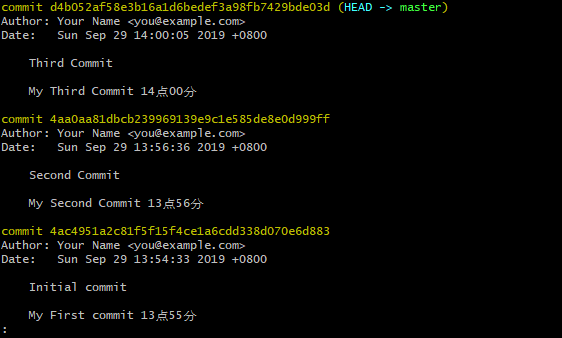 commit d4b052af58e3b16a1d6bedef3a98fb7429bde03d (HEAD -> master)
Author: Your Name <you@example.com>
Date:   Sun Sep 29 14:00:05 2019 +0800
Third Commit
My Third Commit 14点00分
commit 4aa0aa81dbcb239969139e9c1e585de8e0d999ff
Author: Your Name <you@example.com>
Date:   Sun Sep 29 13:56:36 2019 +0800
Second Commit
My Second Commit 13点56分
commit 4ac4951a2c81f5f15f4ce1a6cdd338d070e6d883
Author: Your Name <you@example.com>
Date:   Sun Sep 29 13:54:33 2019 +0800
Initial commit
My First commit 13点55分
: